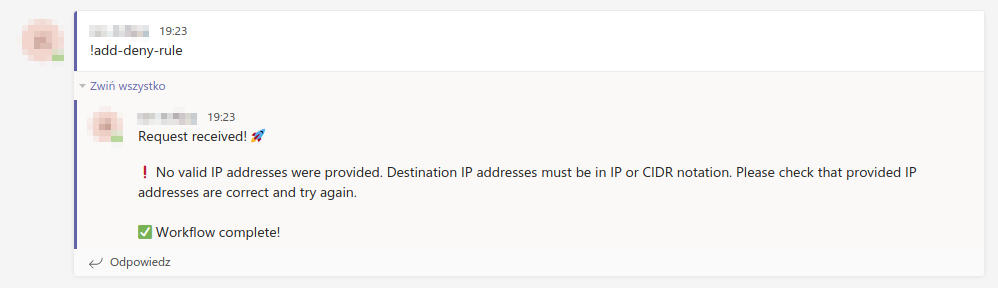 19:23
!add-deny-rule
Zwiń wszystko
19:23
Request received! 🚀
❗ No valid IP addresses were provided. Destination IP addresses must be in IP or CIDR notation. Please check that provided IP
addresses are correct and try again.
✅ Workflow complete!
Odpowiedz